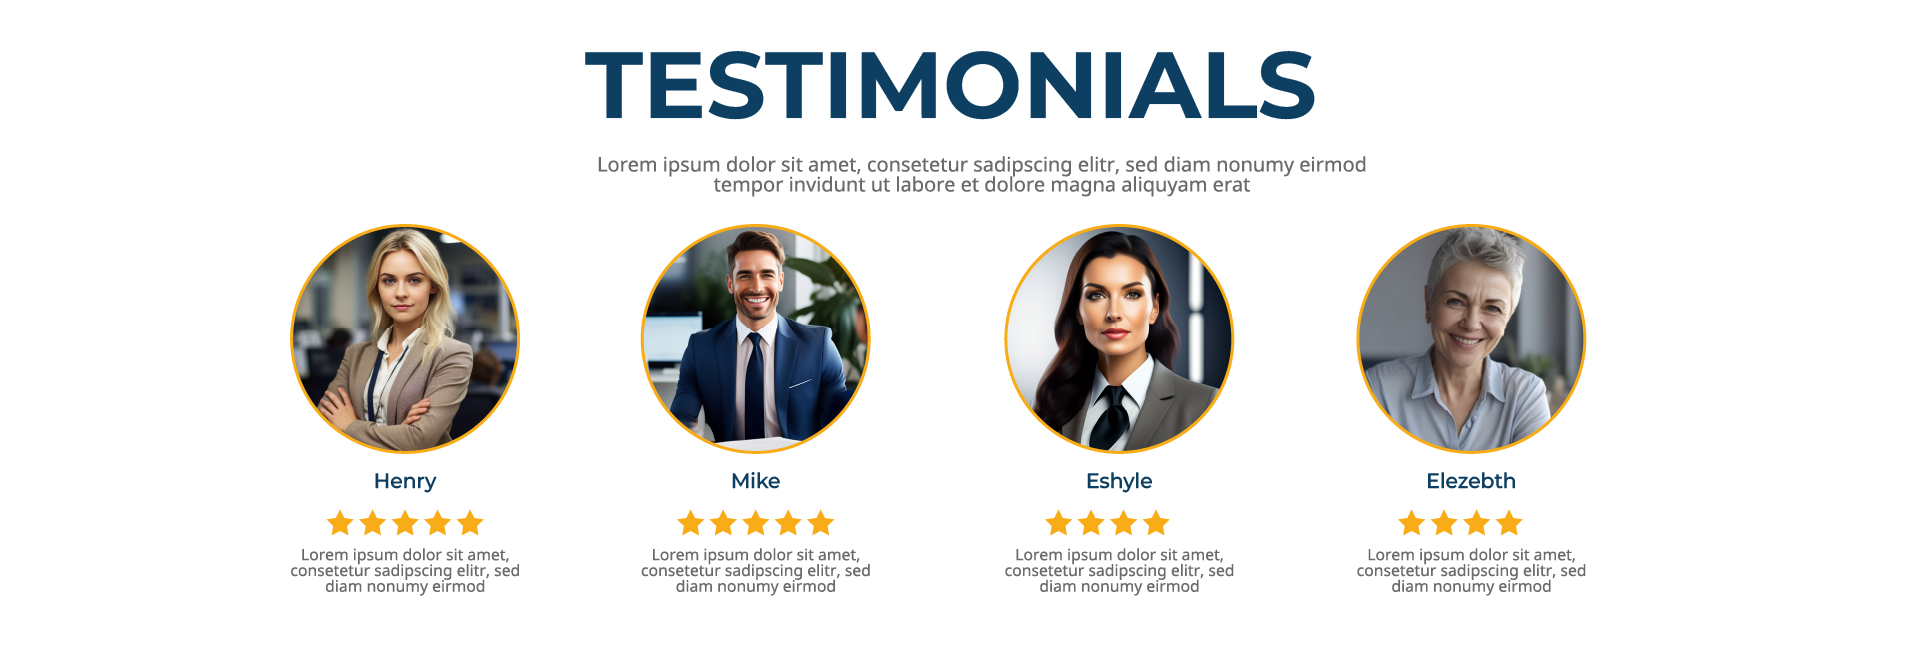 TESTIMONIALS
Lorem ipsum dolor sit amet, consetetur sadipscing elitr, sed diam nonumy eirmod
tempor invidunt ut labore et dolore magna aliquyam erat
Henry
Lorem ipsum dolor sit amet,
consetetur sadipscing elitr, sed
diam nonumy eirmod
Mike
Lorem ipsum dolor sit amet,
consetetur sadipscing elitr, sed
diam nonumy eirmod
Eshyle
Lorem ipsum dolor sit amet,
consetetur sadipscing elitr, sed
diam nonumy eirmod
Elezebth
Lorem ipsum dolor sit amet,
consetetur sadipscing elitr, sed
diam nonumy eirmod